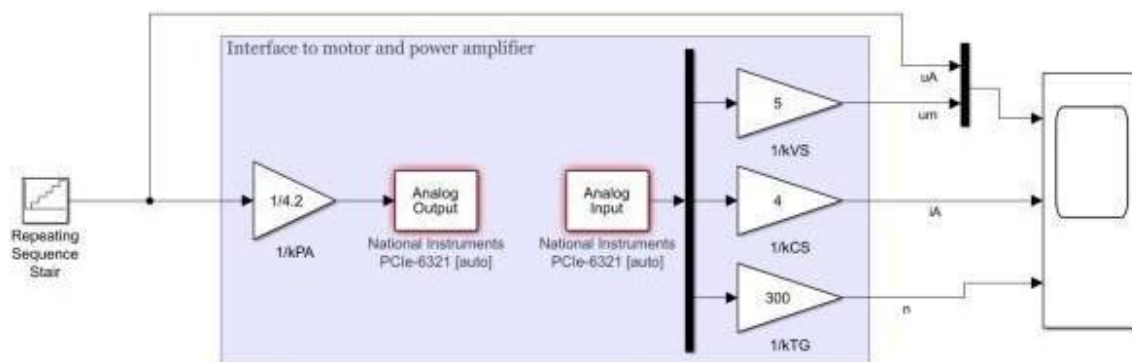 Interface to motor and power amplifier
uA
um
5
1/kVS
1/4.2
1/kPA
Analog
Output
National Instruments
PCIe-6321 [auto]
Analog
Input
National Instruments
PCIe-6321 [auto]
4
1/kCS
iA
Repeating
Sequence
Stair
300
1/kTG
n